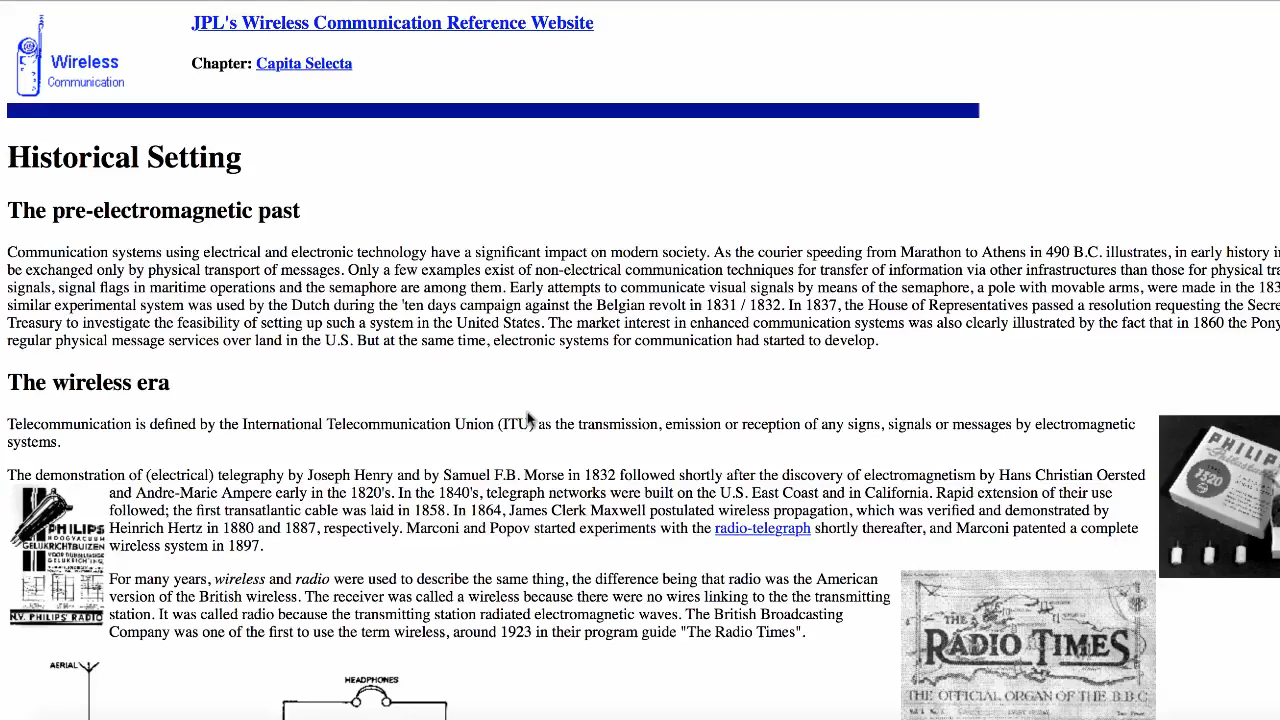 JPL's Wireless Communication Reference Website
Wireless
Communication
Chapter: Capita Selecta
Historical Setting
The pre-electromagnetic past
Communication systems using electrical and electronic technology have a significant impact on modern society. As the courier speeding from Marathon to Athens in 490 B.C. illustrates, in early history
be exchanged only by physical transport of messages. Only a few examples exist of non-electrical communication techniques for transfer of information via other infrastructures than those for physical
signals, signal flags in maritime operations and the semaphore are among them. Early attempts to communicate visual signals by means of the semaphore, a pole with movable arms, were made in the 183
similar experimental system was used by the Dutch during the 'ten days campaign against the Belgian revolt in 1831 / 1832. In 1837, the House of Representatives passed a resolution requesting the Secre
Treasury to investigate the feasibility of setting up such a system in the United States. The market interest in enhanced communication systems was also clearly illustrated by the fact that in 1860 the Pony
regular physical message services over land in the U.S. But at the same time, electronic systems for communication had started to develop.
The wireless era
Telecommunication is defined by the International Telecommunication Union (ITU) as the transmission, emission or reception of any signs, signals or messages by electromagnetic
systems.
The demonstration of (electrical) telegraphy by Joseph Henry and by Samuel F.B. Morse in 1832 followed shortly after the discovery of electromagnetism by Hans Christian Oersted
and Andre-Marie Ampere early in the 1820's. In the 1840's, telegraph networks were built on the U.S. East Coast and in California. Rapid extension of their use
followed; the first transatlantic cable was laid in 1858. In 1864, James Clerk Maxwell postulated wireless propagation, which was verified and demonstrated by
Heinrich Hertz in 1880 and 1887, respectively. Marconi and Popov started experiments with the radio-telegraph shortly thereafter, and Marconi patented a complete
wireless system in 1897.
PHILIPS
HOOGVACUUM
GELIJKRICHTBUIZEN
N.V. PHILIPS' RADIO
For many years, wireless and radio were used to describe the same thing, the difference being that radio was the American
version of the British wireless. The receiver was called a wireless because there were no wires linking to the the transmitting
station. It was called radio because the transmitting station radiated electromagnetic waves. The British Broadcasting
Company was one of the first to use the term wireless, around 1923 in their program guide "The Radio Times".
PHILIP
7520
THE
RADIO TIMES
THE OFFICIAL ORGAN OF THE B.B.C
AERIAL
HEADPHONES